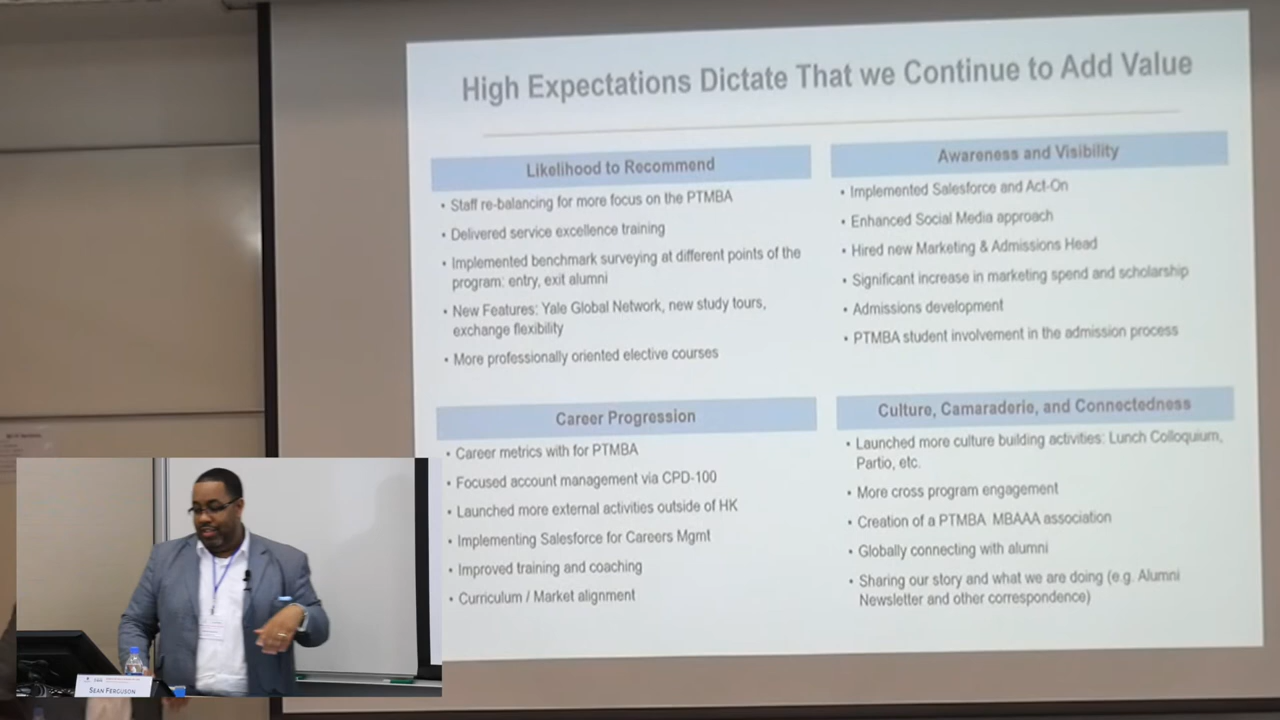 High Expectations Dictate That we Continue to Add Value
Likelihood to Recommend
• Staff re-balancing for more focus on the PTMBA
• Delivered service excellence training
• Implemented benchmark surveying at different points of the
program: entry, exit alumni
• New Features: Yale Global Network, new study tours,
exchange flexibility
• More professionally oriented elective courses
Awareness and Visibility
• Implemented Salesforce and Act-On
• Enhanced Social Media approach
• Hired new Marketing & Admissions Head
• Significant increase in marketing spend and scholarship
• Admissions development
• PTMBA student involvement in the admission process
Career Progression
• Career metrics with for PTMBA
• Focused account management via CPD-100
• Launched more external activities outside of HK
• Implementing Salesforce for Careers Mgmt
• Improved training and coaching
• Curriculum / Market alignment
Culture, Camaraderie, and Connectedness
• Launched more culture building activities: Lunch Colloquium,
Partio, etc.
• More cross program engagement
• Creation of a PTMBA MBAAA association
• Globally connecting with alumni
• Sharing our story and what we are doing (e.g. Alumni
Newsletter and other correspondence)
SEAN FERGUSON